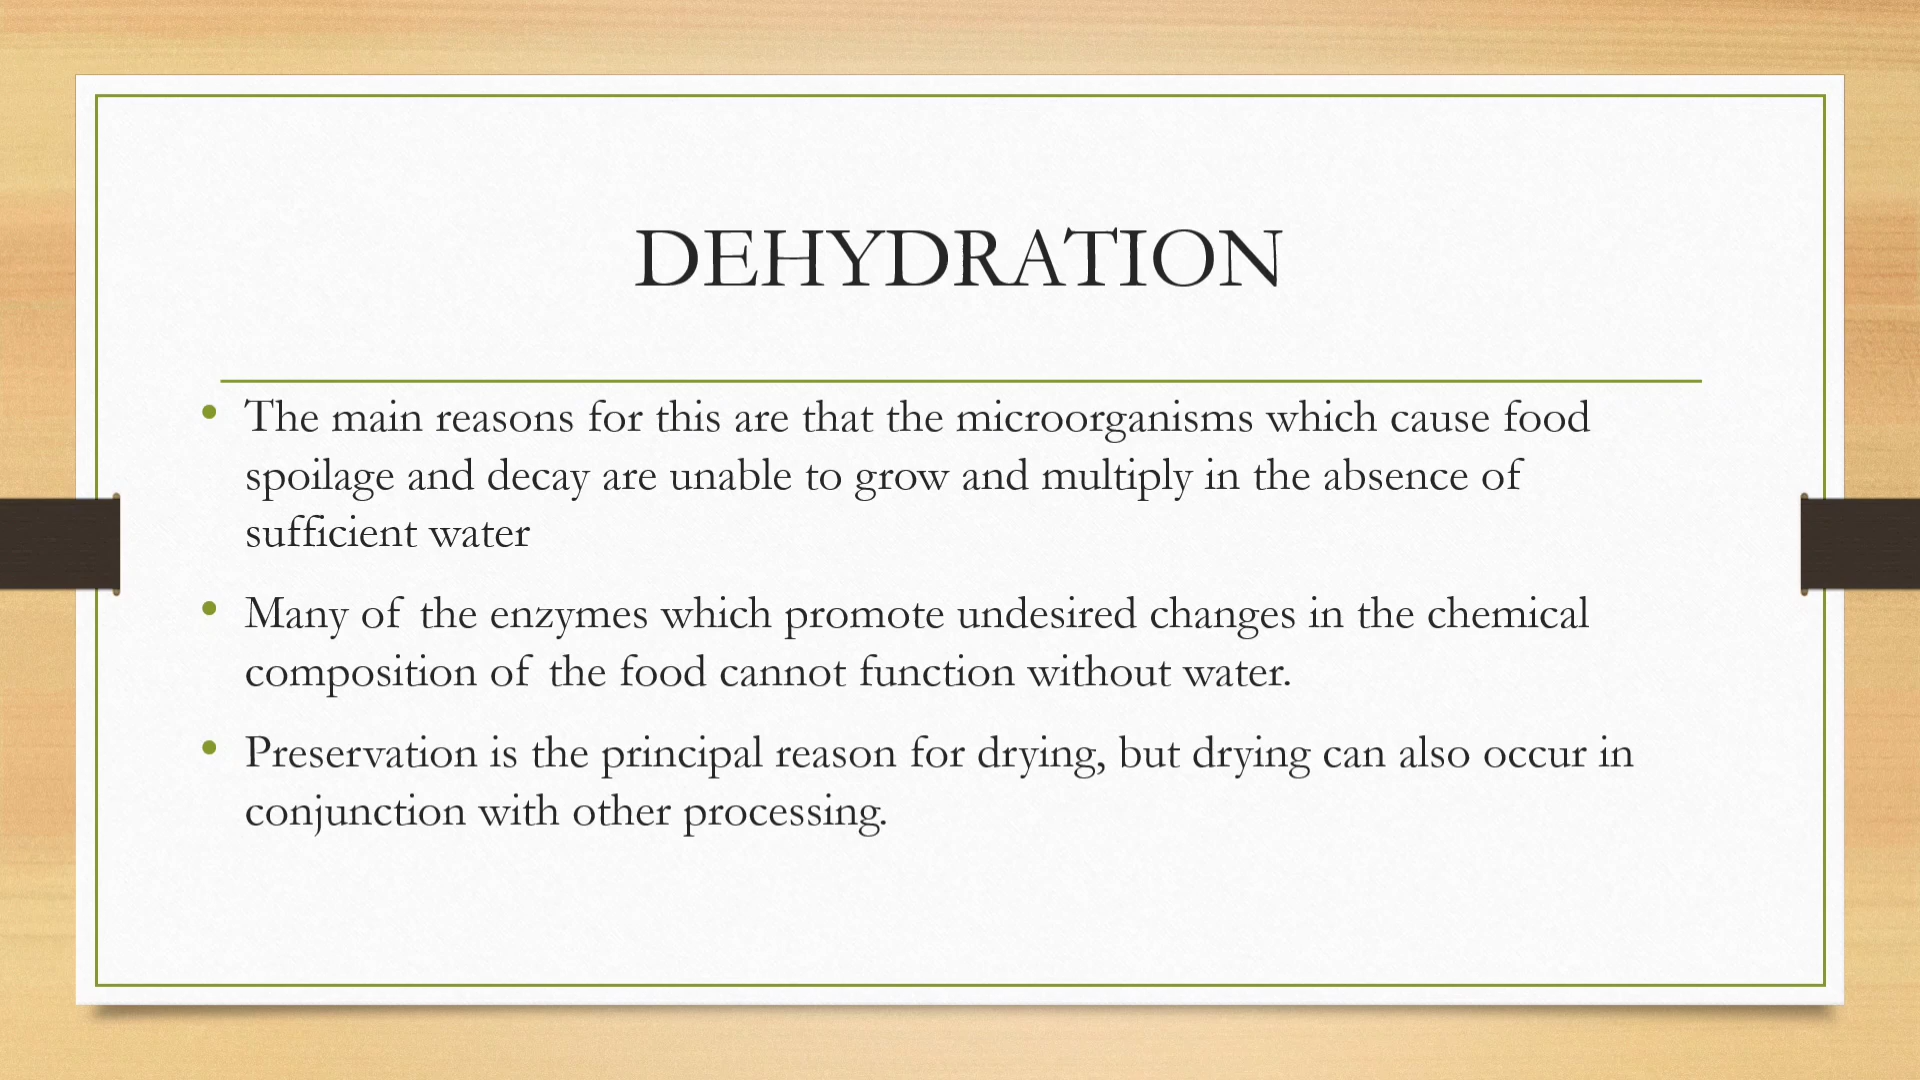 DEHYDRATION
• The main reasons for this are that the microorganisms which cause food
spoilage and decay are unable to grow and multiply in the absence of
sufficient water
• Many of the enzymes which promote undesired changes in the chemical
composition of the food cannot function without water.
• Preservation is the principal reason for drying, but drying can also occur in
conjunction with other processing.